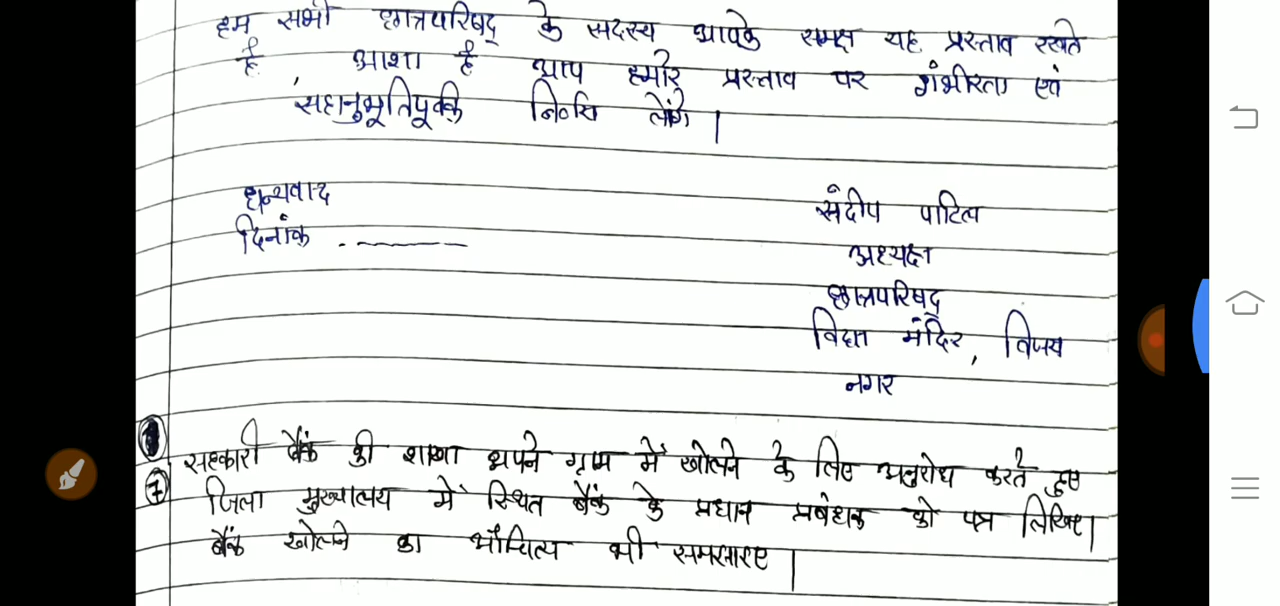 हम सभी छात्रपरिषद् के सदस्य आपके समक्ष यह प्रस्ताव रखते
है, आशा है आप हमारे प्रस्ताव पर गंभीरता एवं
सहानुभूतिपूर्वक निर्णय लेंगे |
धन्यवाद
दिनांक . ———
संदीप पाटिल
अध्यक्ष
छात्रपरिषद्
विद्या मंदिर, विजय
नगर
सहकारी बैंक की शाखा अपने ग्राम में खोलने के लिए अनुरोध करते हुए
(7) जिला मुख्यालय में स्थित बैंक के प्रधान प्रबंधक को पत्र लिखिए|
बैंक खोलने का औचित्य भी समझाइए |